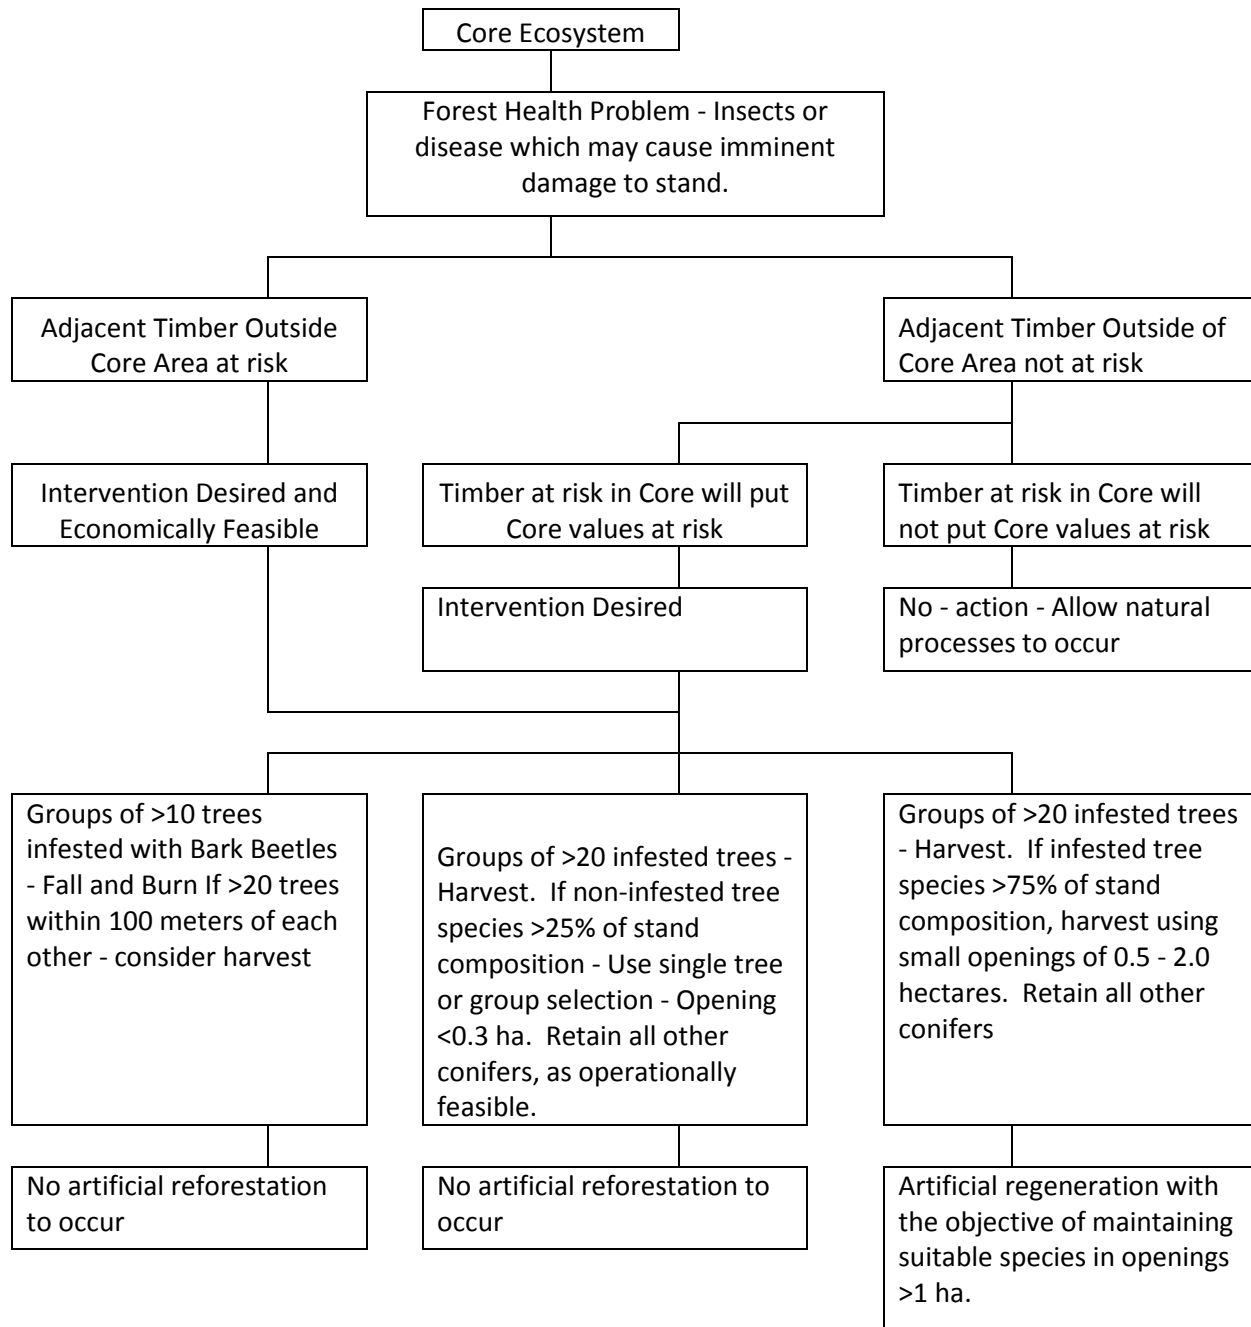 Core Ecosystem
Forest Health Problem - Insects or
disease which may cause imminent
damage to stand.
Adjacent Timber Outside
Core Area at risk
Adjacent Timber Outside of
Core Area not at risk
Intervention Desired and
Economically Feasible
Timber at risk in Core will put
Core values at risk
Timber at risk in Core will
not put Core values at risk
Intervention Desired
No - action - Allow natural
processes to occur
Groups of >10 trees
infested with Bark Beetles
- Fall and Burn If >20 trees
within 100 meters of each
other - consider harvest
Groups of >20 infested trees -
Harvest.  If non-infested tree
species >25% of stand
composition - Use single tree
or group selection - Opening
<0.3 ha.  Retain all other
conifers, as operationally
feasible.
Groups of >20 infested trees
- Harvest.  If infested tree
species >75% of stand
composition, harvest using
small openings of 0.5 - 2.0
hectares.  Retain all other
conifers
No artificial reforestation
to occur
No artificial reforestation to
occur
Artificial regeneration with
the objective of maintaining
suitable species in openings
>1 ha.